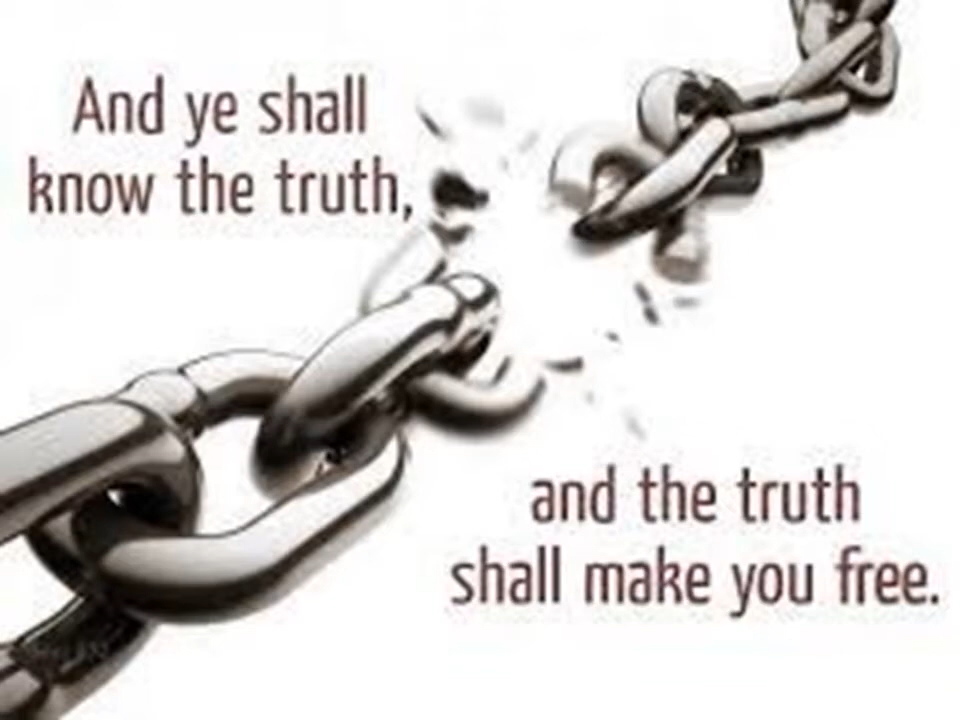 And ye shall
know the truth,
and the truth
shall make you free.